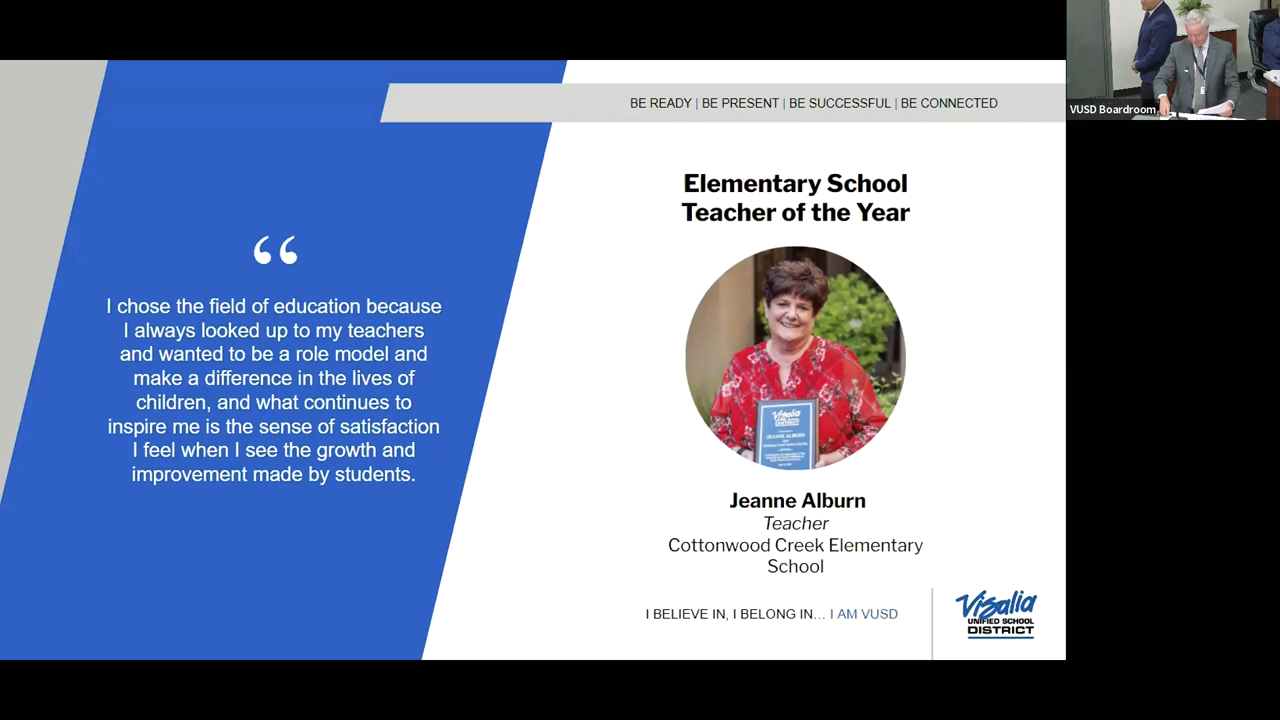 VUSD Boardroom
BE READY | BE PRESENT | BE SUCCESSFUL | BE CONNECTED
“
I chose the field of education because
I always looked up to my teachers
and wanted to be a role model and
make a difference in the lives of
children, and what continues to
inspire me is the sense of satisfaction
I feel when I see the growth and
improvement made by students.
Elementary School
Teacher of the Year
Visalia
DISTRICT
JEANNE ALBURN
Jeanne Alburn
Teacher
Cottonwood Creek Elementary
School
I BELIEVE IN, I BELONG IN... I AM VUSD
Visalia
UNIFIED SCHOOL
DISTRICT